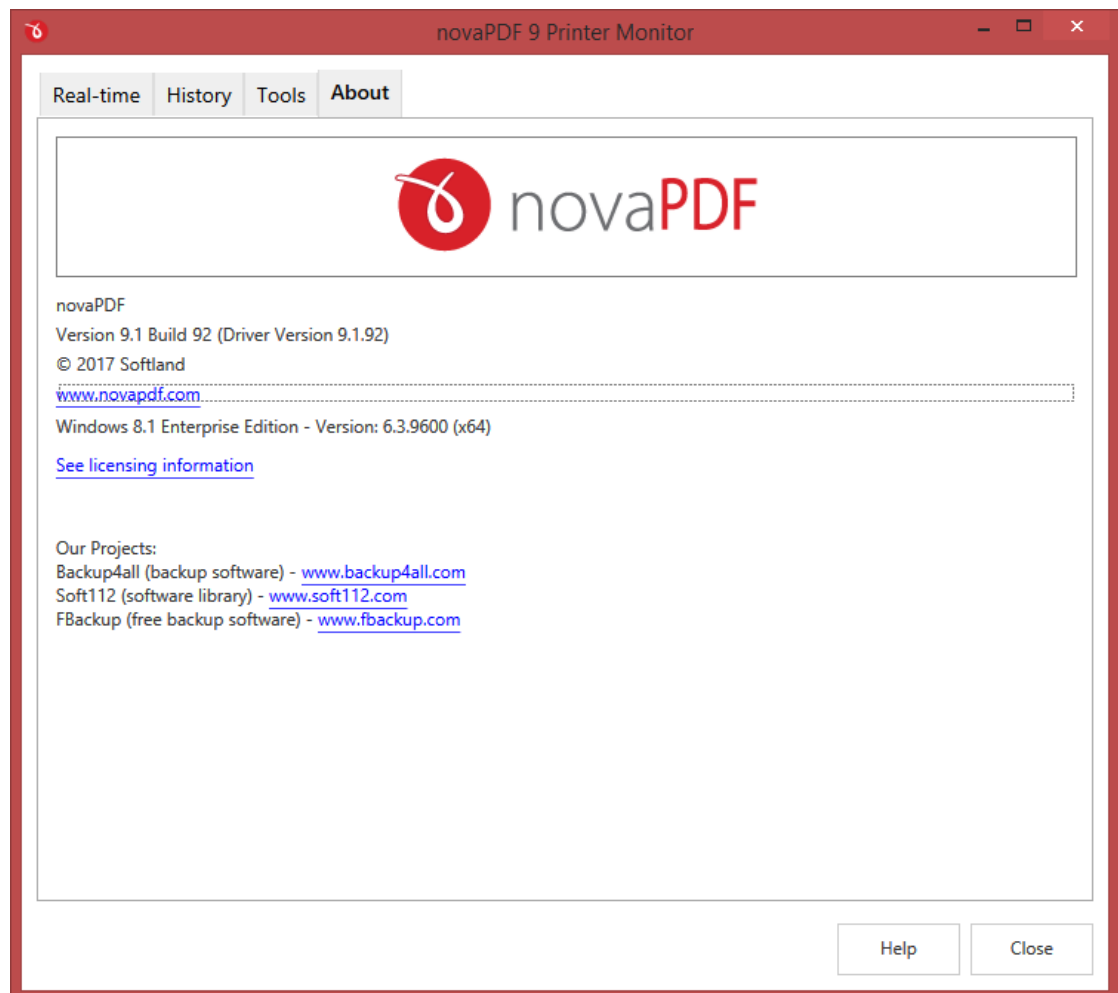 novaPDF 9 Printer Monitor
Real-time History Tools About
novaPDF
novaPDF
Version 9.1 Build 92 (Driver Version 9.1.92)
© 2017 Softland
www.novapdf.com
Windows 8.1 Enterprise Edition - Version: 6.3.9600 (x64)
See licensing information
Our Projects:
Backup4all (backup software) - www.backup4all.com
Soft112 (software library) - www.soft112.com
FBackup (free backup software) - www.fbackup.com
Help Close